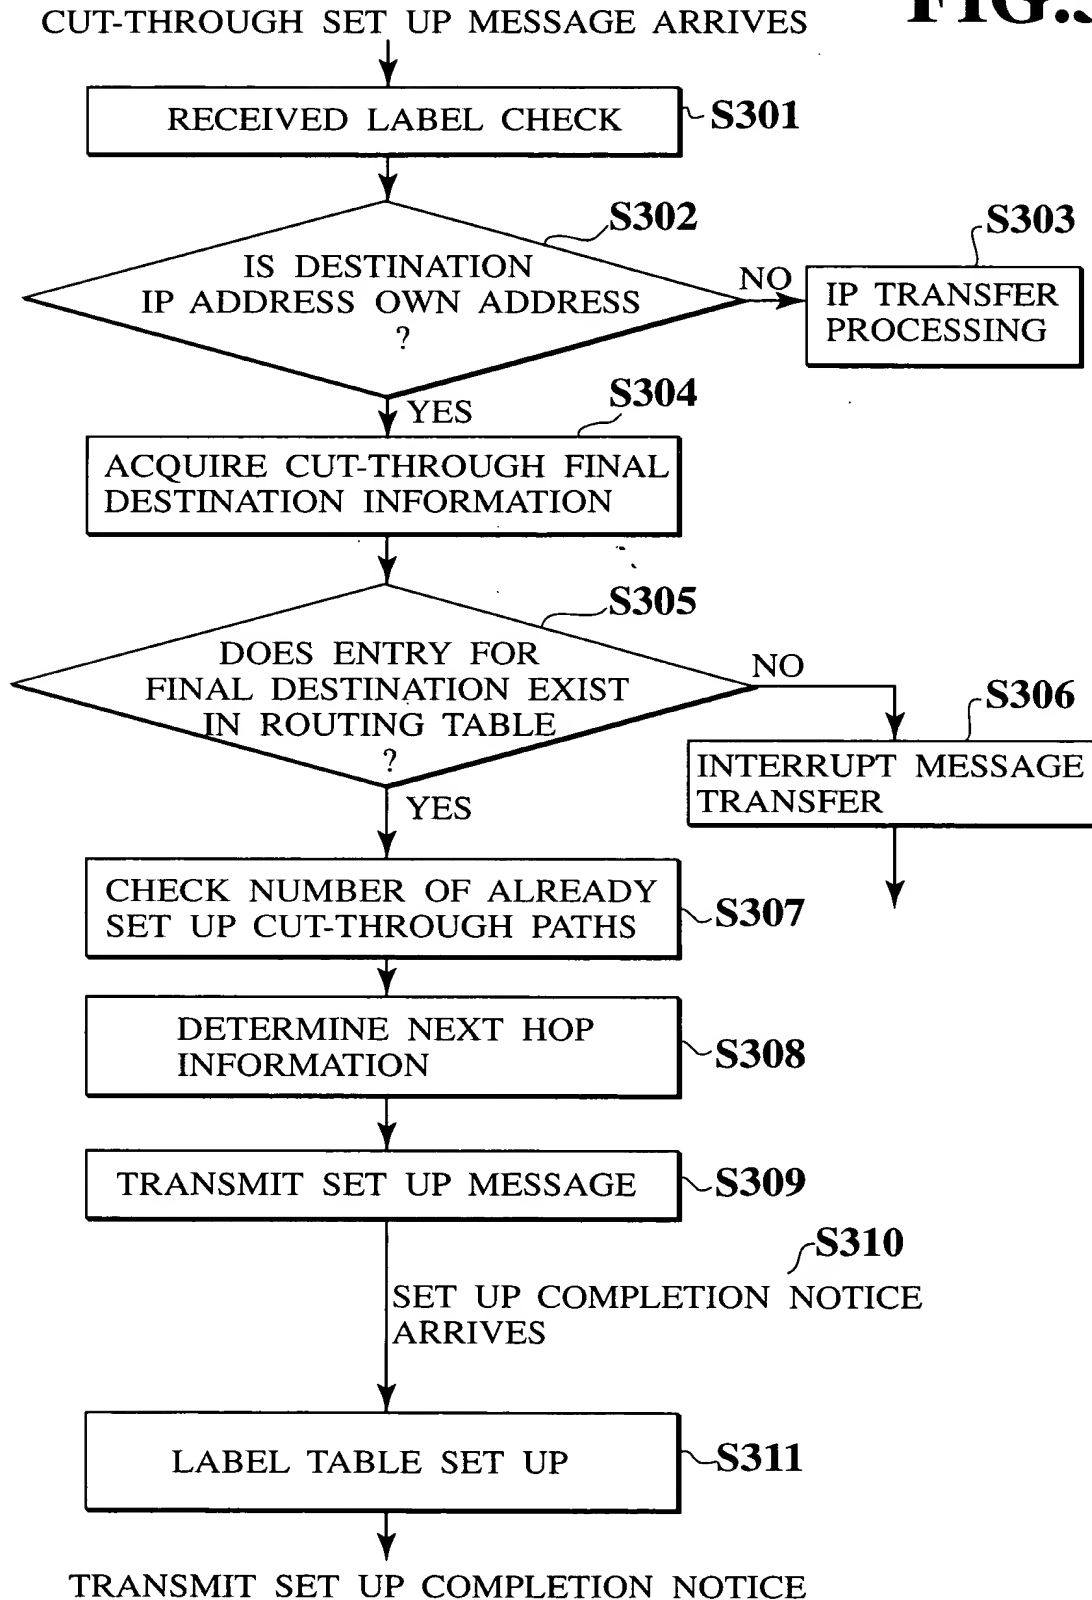 FIG.
CUT-THROUGH SET UP MESSAGE ARRIVES
RECEIVED LABEL CHECK
S301
S302
IS DESTINATION
IP ADDRESS OWN ADDRESS
?
NO
S303
IP TRANSFER
PROCESSING
YES
S304
ACQUIRE CUT-THROUGH FINAL
DESTINATION INFORMATION
S305
DOES ENTRY FOR
FINAL DESTINATION EXIST
IN ROUTING TABLE
?
NO
S306
INTERRUPT MESSAGE
TRANSFER
YES
CHECK NUMBER OF ALREADY
SET UP CUT-THROUGH PATHS
S307
DETERMINE NEXT HOP
INFORMATION
S308
TRANSMIT SET UP MESSAGE
S309
S310
SET UP COMPLETION NOTICE
ARRIVES
LABEL TABLE SET UP
S311
TRANSMIT SET UP COMPLETION NOTICE